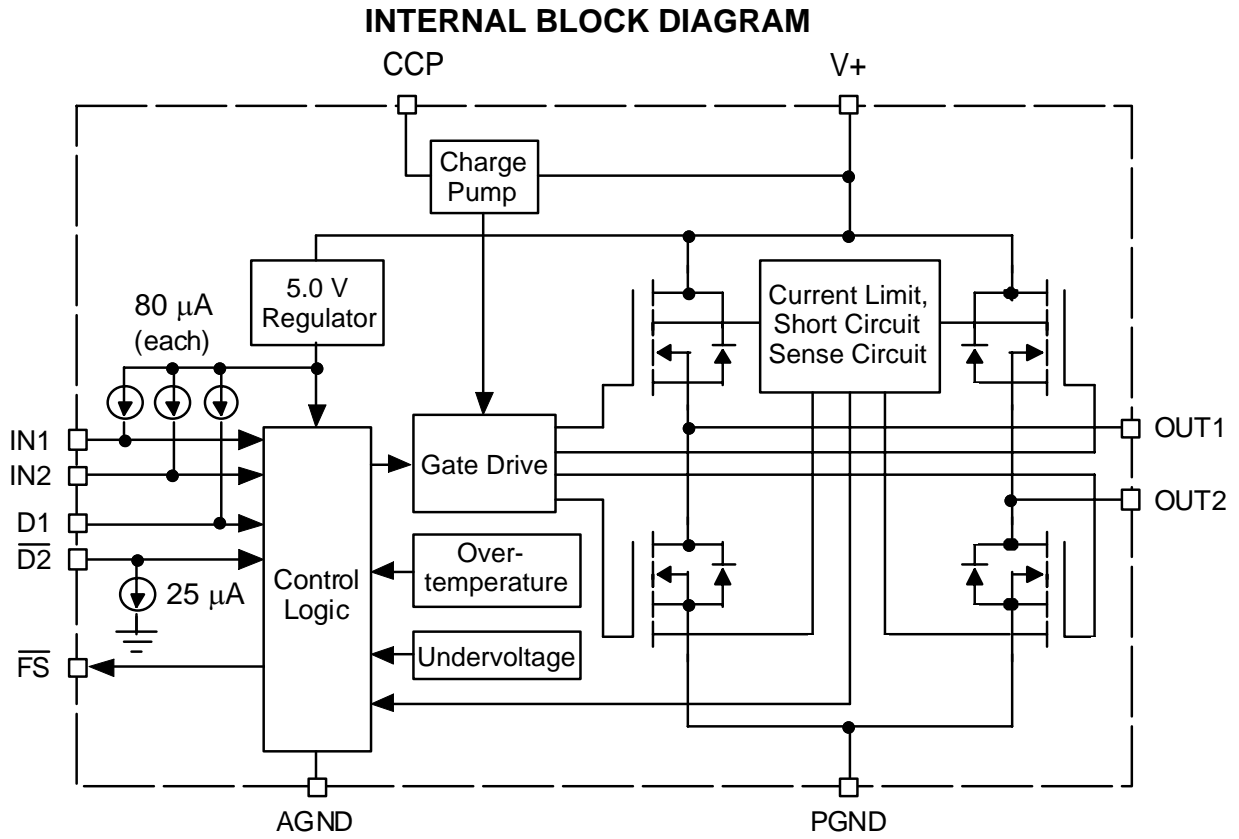 INTERNAL BLOCK DIAGRAM
CCP
V+
Charge
Pump
5.0 V
Regulator
80 μA
(each)
Current Limit,
Short Circuit
Sense Circuit
IN1
IN2
D1
D2
FS
25 μA
Control
Logic
Gate Drive
Over-
temperature
Undervoltage
OUT1
OUT2
AGND
PGND